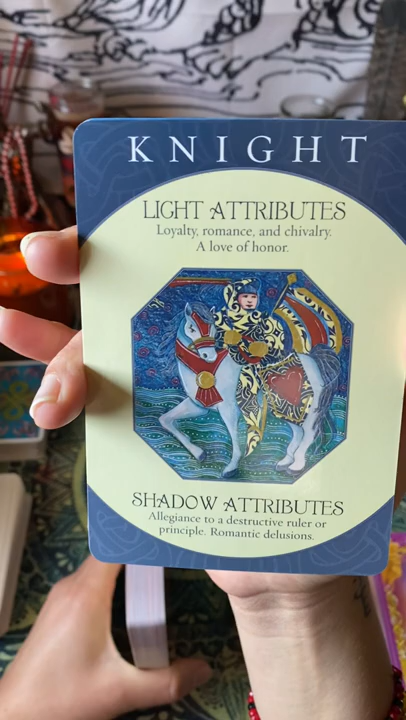 KNIGHT
LIGHT ATTRIBUTES
Loyalty, romance, and chivalry.
A love of honor.
SHADOW ATTRIBUTES
Allegiance to a destructive ruler or
principle. Romantic delusions.